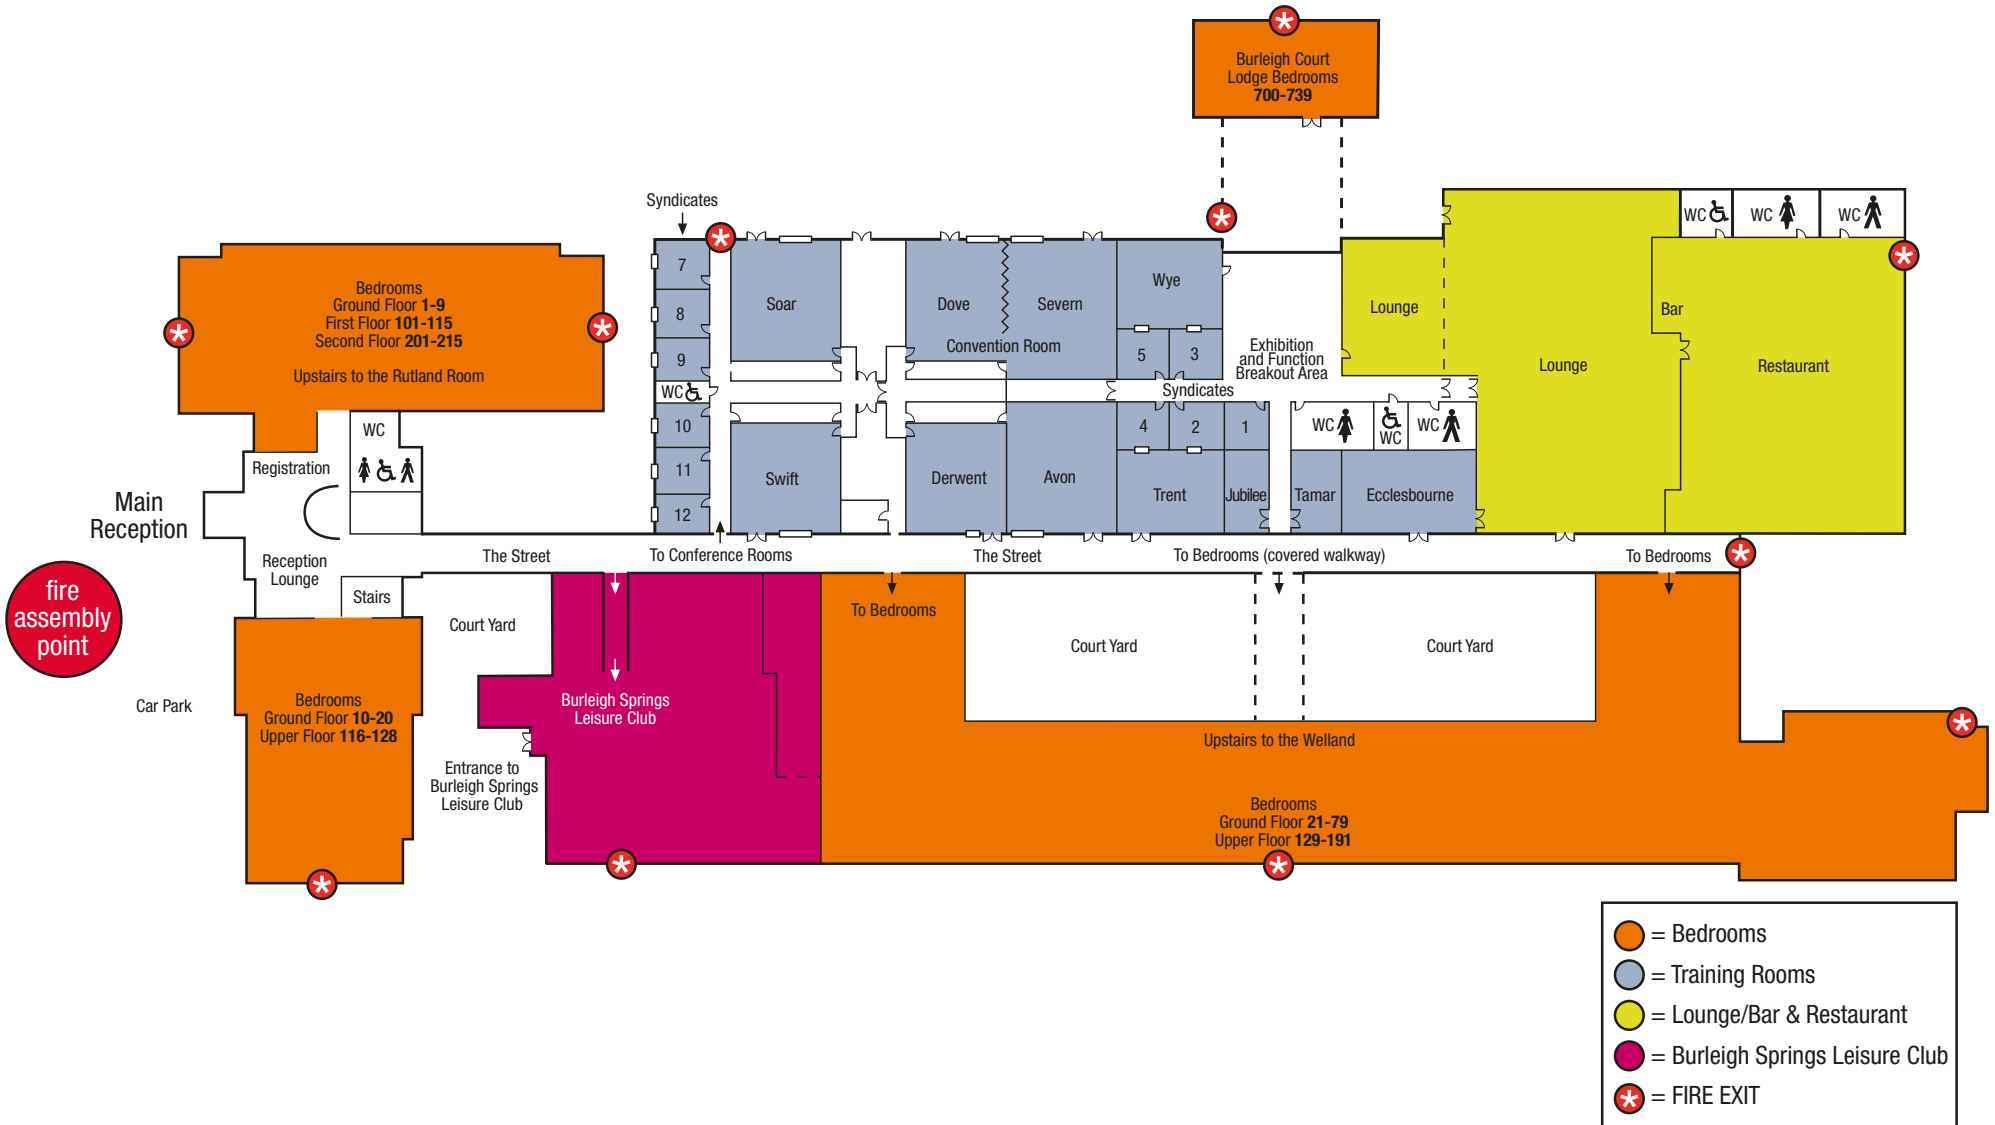 Burleigh Court
Lodge Bedrooms
700-739
Syndicates
7
8
9
WC
10
11
12
Soar
Swift
Dove
Severn
Convention Room
Derwent
Avon
Wye
5
3
Syndicates
4
2
1
Trent
Jubilee
Exhibition
and Function
Breakout Area
WC
WC
WC
Tamar
Ecclesbourne
Lounge
Lounge
Bar
Restaurant
WC
WC
WC
Bedrooms
Ground Floor 1-9
First Floor 101-115
Second Floor 201-215
Upstairs to the Rutland Room
WC
Registration
Main
Reception
Reception
Lounge
Stairs
fire
assembly
point
Car Park
The Street
To Conference Rooms
The Street
To Bedrooms (covered walkway)
To Bedrooms
Court Yard
To Bedrooms
Court Yard
Court Yard
Bedrooms
Ground Floor 10-20
Upper Floor 116-128
Burleigh Springs
Leisure Club
Entrance to
Burleigh Springs
Leisure Club
Upstairs to the Welland
Bedrooms
Ground Floor 21-79
Upper Floor 129-191
= Bedrooms
= Training Rooms
= Lounge/Bar & Restaurant
= Burleigh Springs Leisure Club
= FIRE EXIT